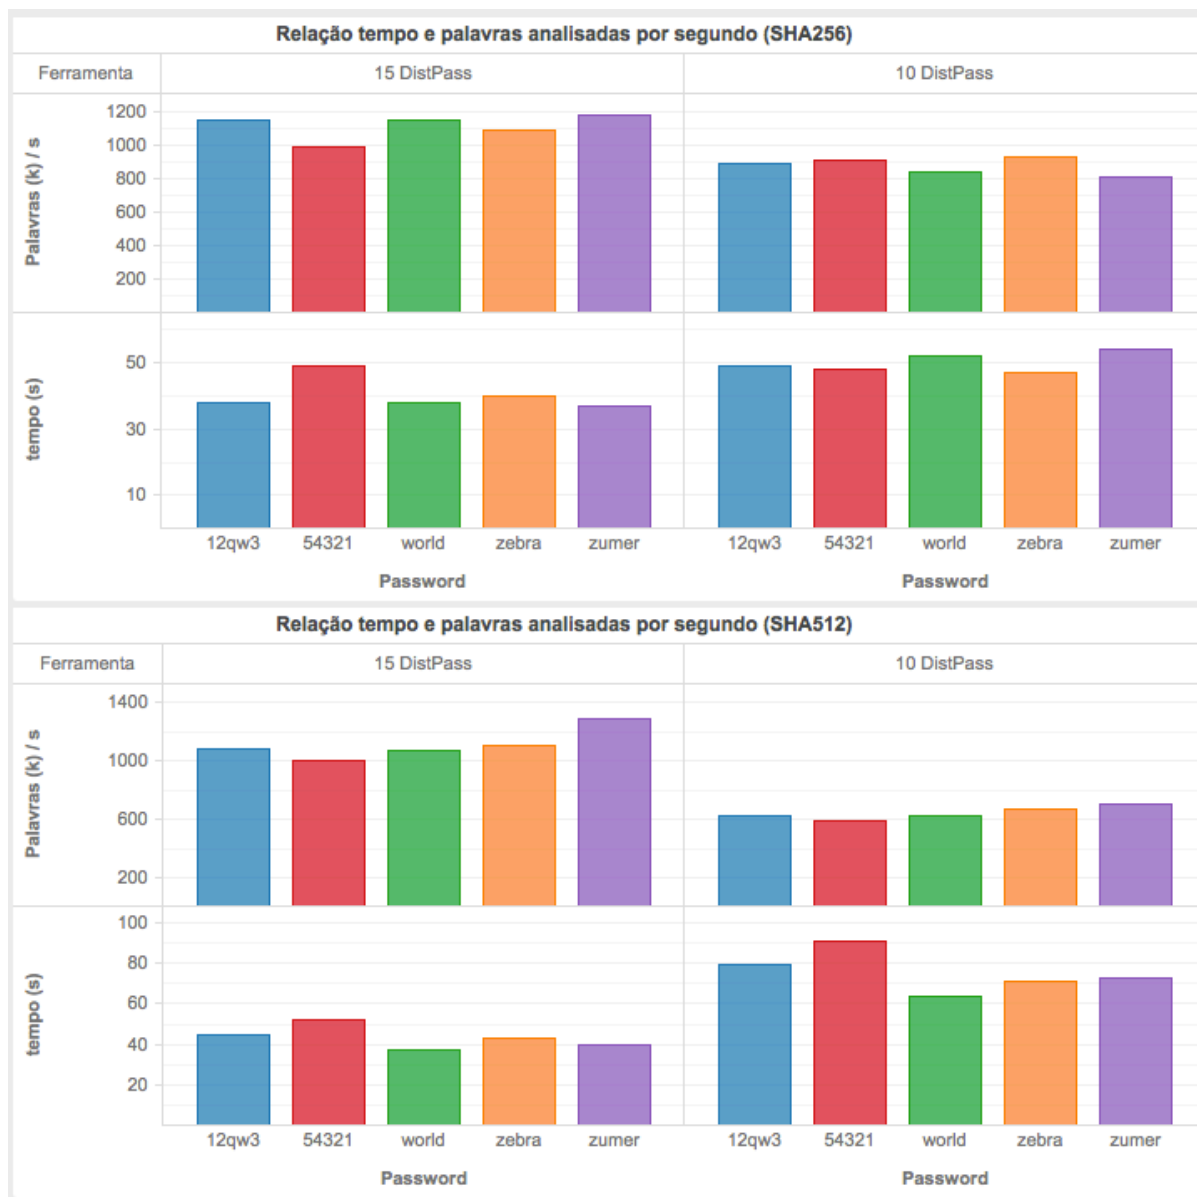 Relação tempo e palavras analisadas por segundo (SHA256)
Ferramenta 15 DistPass 10 DistPass
Palavras (k) / s
1200
1000
800
600
400
200
tempo (s)
50
30
10
12qw3 54321 world zebra zumer 12qw3 54321 world zebra zumer
Password Password
Relação tempo e palavras analisadas por segundo (SHA512)
Ferramenta 15 DistPass 10 DistPass
Palavras (k) / s
1400
1000
600
200
tempo (s)
100
80
60
40
20
12qw3 54321 world zebra zumer 12qw3 54321 world zebra zumer
Password Password